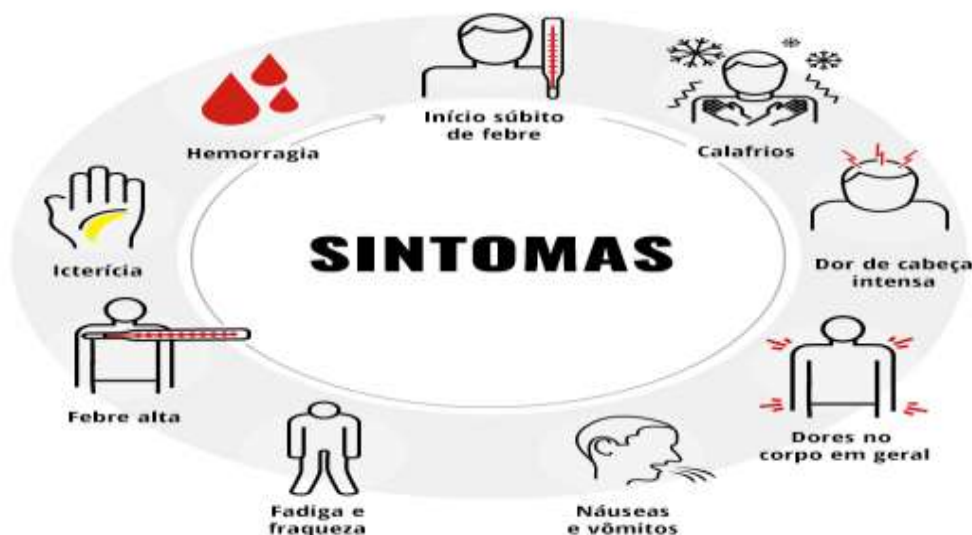 Início súbito
de febre
Calafrios
Dor de cabeça
intensa
Dores no
corpo em geral
Náuseas
e vômitos
Fadiga e
fraqueza
Febre alta
Icterícia
Hemorragia
SINTOMAS